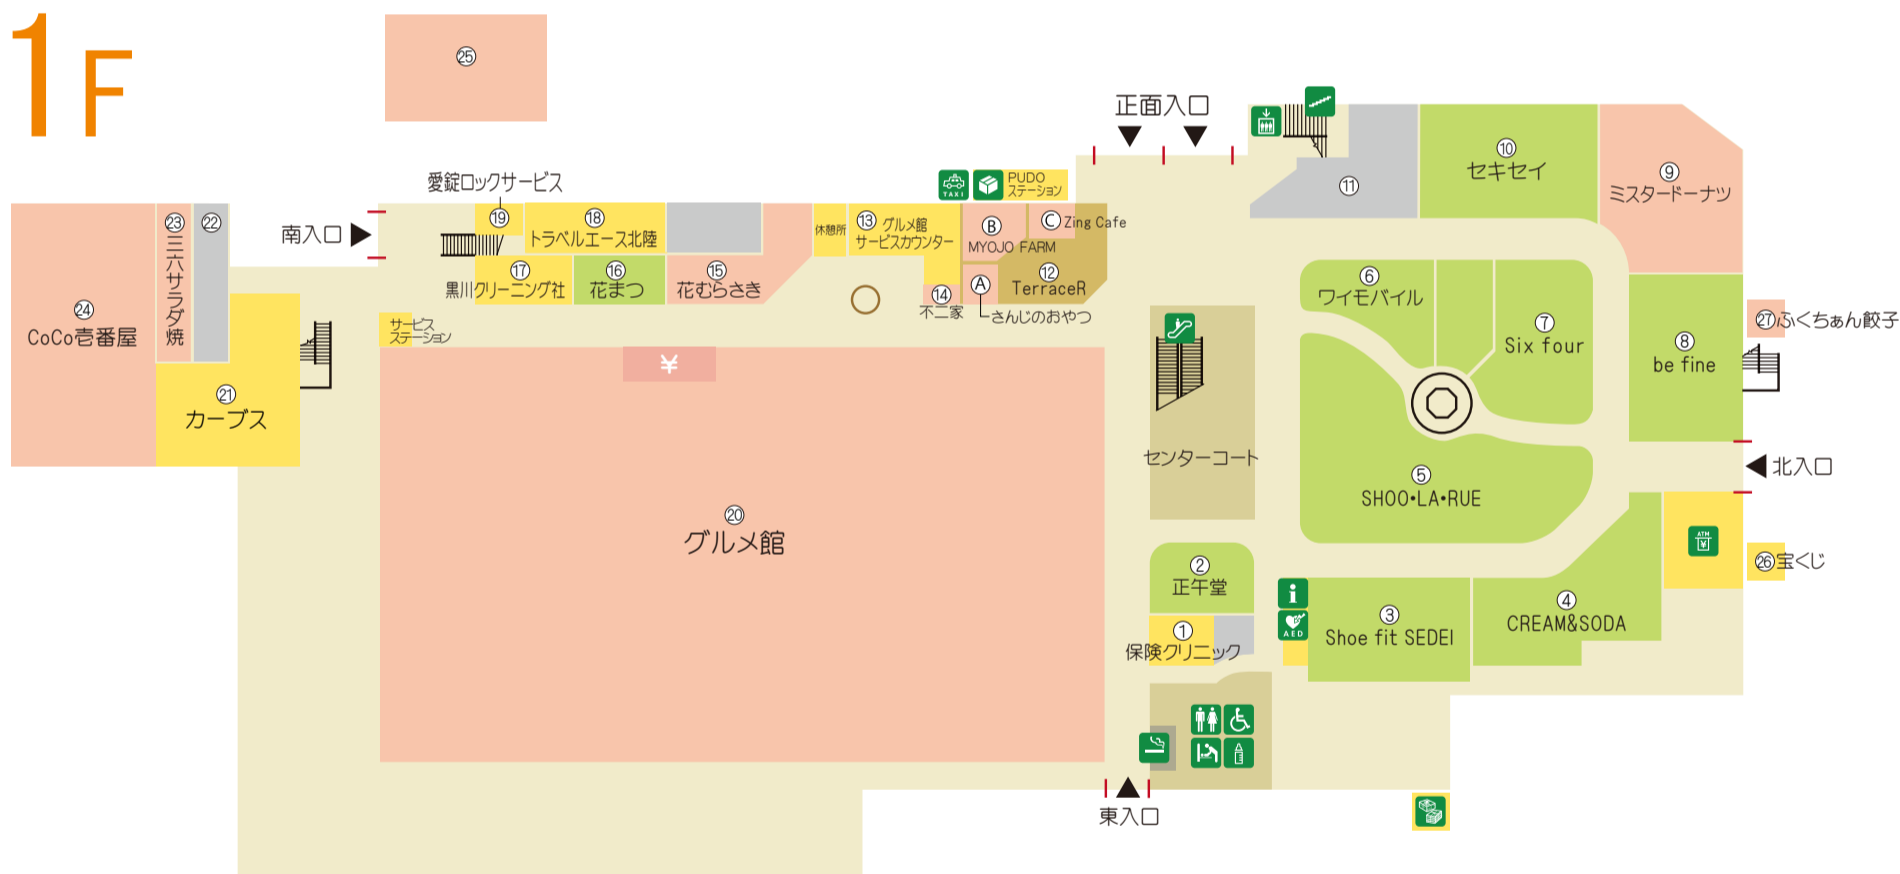 1F
㉕
正面入口
愛錠ロックサービス
TAXI
PUDO
ステーション
⑪
⑩
セキセイ
⑨
ミスタードーナツ
㉓
三六サラダ焼
㉒
南入口
⑲
⑱
トラベルエース北陸
休憩所
⑬ グルメ館
サービスカウンター
Ⓑ
MYOJO FARM
Ⓒ Zing Cafe
⑰
黒川クリーニング社
⑯
花まつ
⑮
花むらさき
⑭
不二家
Ⓐ
さんじのおやつ
⑫
TerraceR
⑥
ワイモバイル
⑦
Six four
⑧
be fine
㉗ふくちぁん餃子
㉔
CoCo壱番屋
サービス
ステーション
¥
㉑
カーブス
センターコート
⑤
SHOO•LA•RUE
北入口
⑳
グルメ館
ATM
¥
㉖宝くじ
②
正午堂
①
保険クリニック
i
AED
③
Shoe fit SEDEI
④
CREAM&SODA
東入口